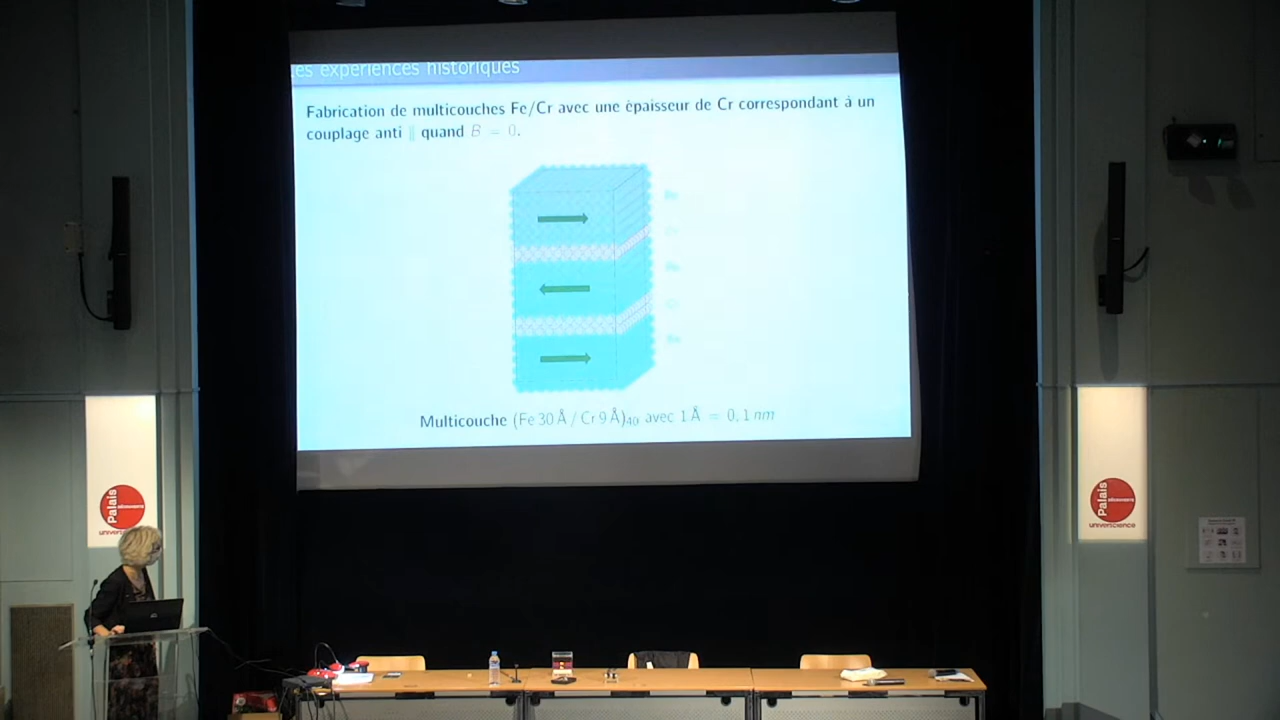 es expériences historiques
Fabrication de multicouches Fe/Cr avec une épaisseur de Cr correspondant à un
couplage anti ∥ quand B = 0.
Multicouche (Fe 30 Å / Cr 9 Å)₄₀ avec 1 Å = 0,1 nm
Palais
universcience
Palais
universcience